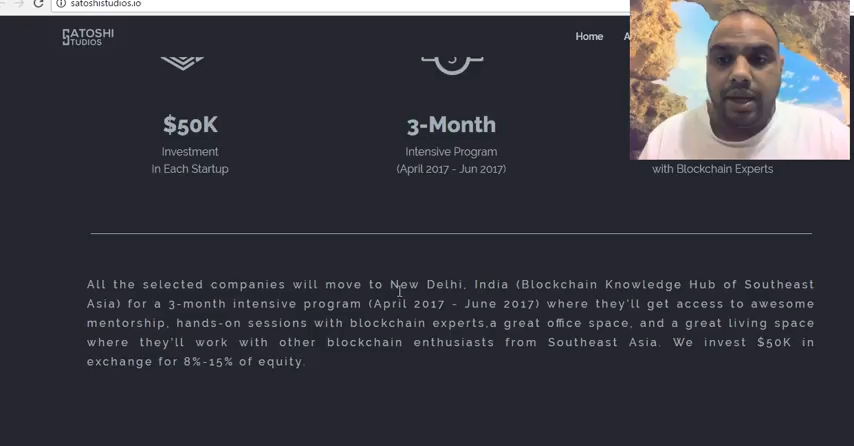 satoshistudios.io
SATOSHI
STUDIOS
Home
A
$50K
Investment
In Each Startup
3-Month
Intensive Program
(April 2017 - Jun 2017)
with Blockchain Experts
All the selected companies will move to New Delhi, India (Blockchain Knowledge Hub of Southeast
Asia) for a 3-month intensive program (April 2017 - June 2017) where they'll get access to awesome
mentorship, hands-on sessions with blockchain experts,a great office space, and a great living space
where they'll work with other blockchain enthusiasts from Southeast Asia. We invest $50K in
exchange for 8%-15% of equity.